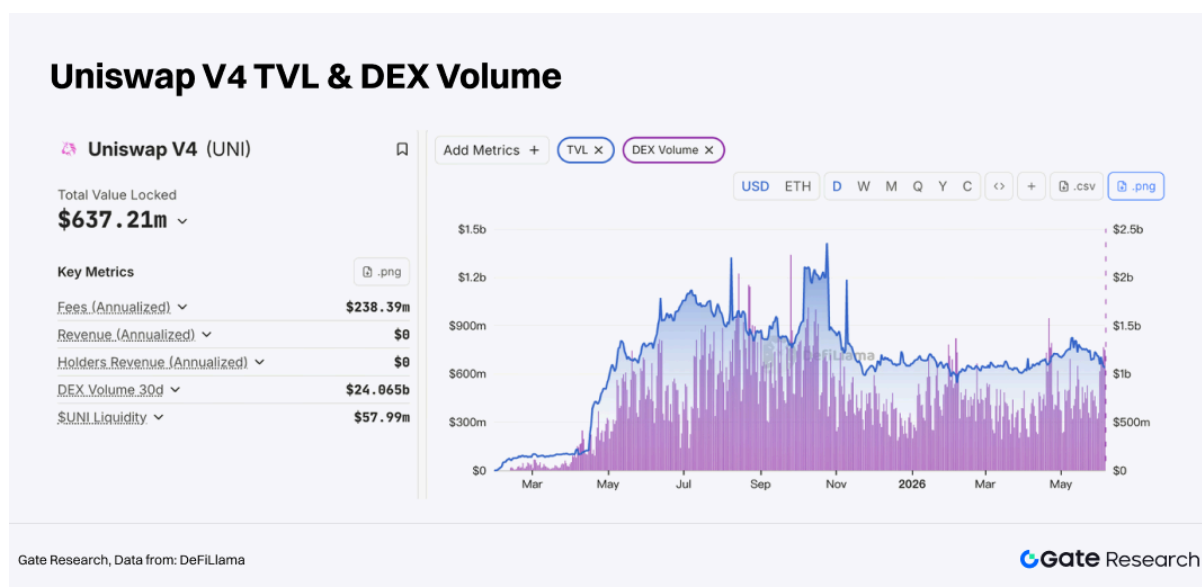 Uniswap V4 TVL & DEX Volume
Uniswap V4 (UNI)
Total Value Locked
$637.21m
Key Metrics
.png
Fees (Annualized) $238.39m
Revenue (Annualized) $0
Holders Revenue (Annualized) $0
DEX Volume 30d $24.065b
$UNI Liquidity $57.99m
Add Metrics + TVL × DEX Volume ×
USD ETH D W M Q Y C <> + .csv .png
$1.5b $2.5b
$1.2b $2b
$900m $1.5b
DeFiLlama
$600m $1b
$300m $500m
$0 $0
Mar May Jul Sep Nov 2026 Mar May
Gate Research, Data from: DeFiLlama
Gate Research